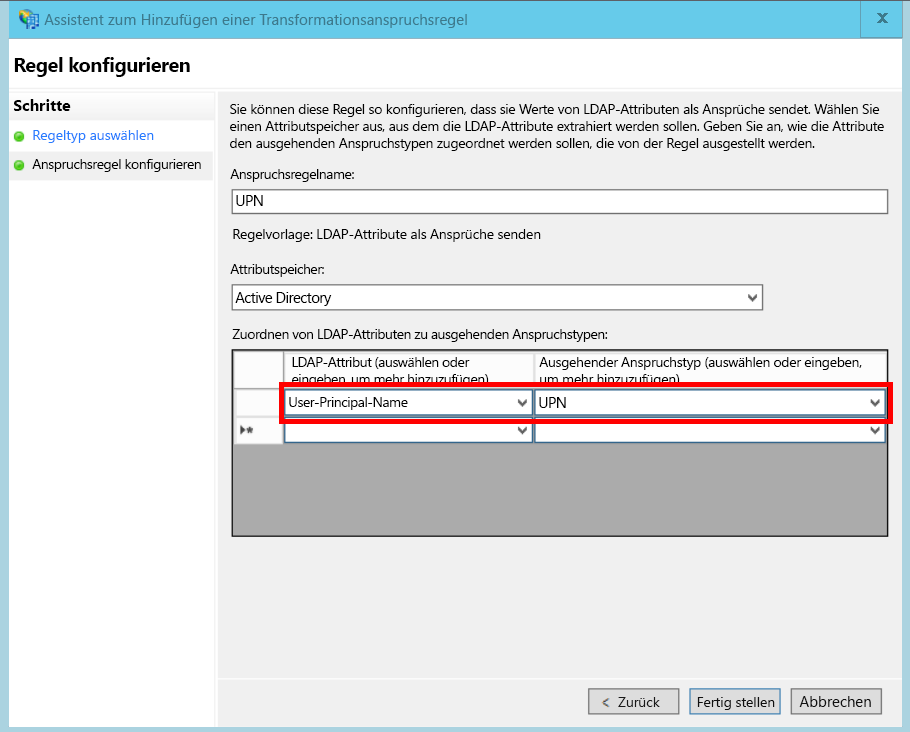 Assistent zum Hinzufügen einer Transformationsanspruchsregel
X
Regel konfigurieren
Schritte
Regeltyp auswählen
Anspruchsregel konfigurieren
Sie können diese Regel so konfigurieren, dass sie Werte von LDAP-Attributen als Ansprüche sendet. Wählen Sie
einen Attributspeicher aus, aus dem die LDAP-Attribute extrahiert werden sollen. Geben Sie an, wie die Attribute
den ausgehenden Anspruchstypen zugeordnet werden sollen, die von der Regel ausgestellt werden.
Anspruchsregelname:
UPN
Regelvorlage: LDAP-Attribute als Ansprüche senden
Attributspeicher:
Active Directory
Zuordnen von LDAP-Attributen zu ausgehenden Anspruchstypen:
LDAP-Attribut (auswählen oder
eingeben, um mehr hinzuzufügen)
Ausgehender Anspruchstyp (auswählen oder eingeben,
um mehr hinzuzufügen)
User-Principal-Name
UPN
< Zurück
Fertig stellen
Abbrechen